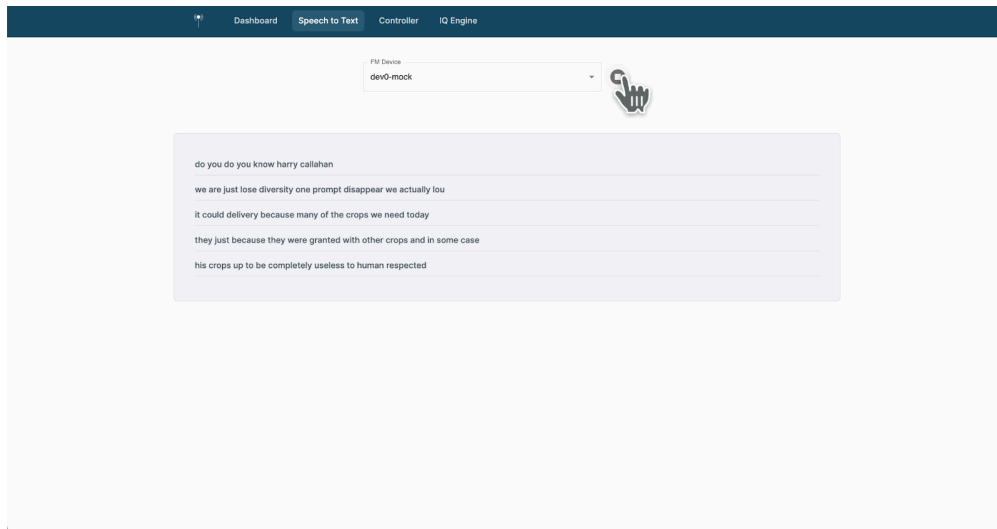 Dashboard Speech to Text Controller IQ Engine
FM Device
dev0-mock
do you do you know harry callahan
we are just lose diversity one prompt disappear we actually lou
it could delivery because many of the crops we need today
they just because they were granted with other crops and in some case
his crops up to be completely useless to human respected